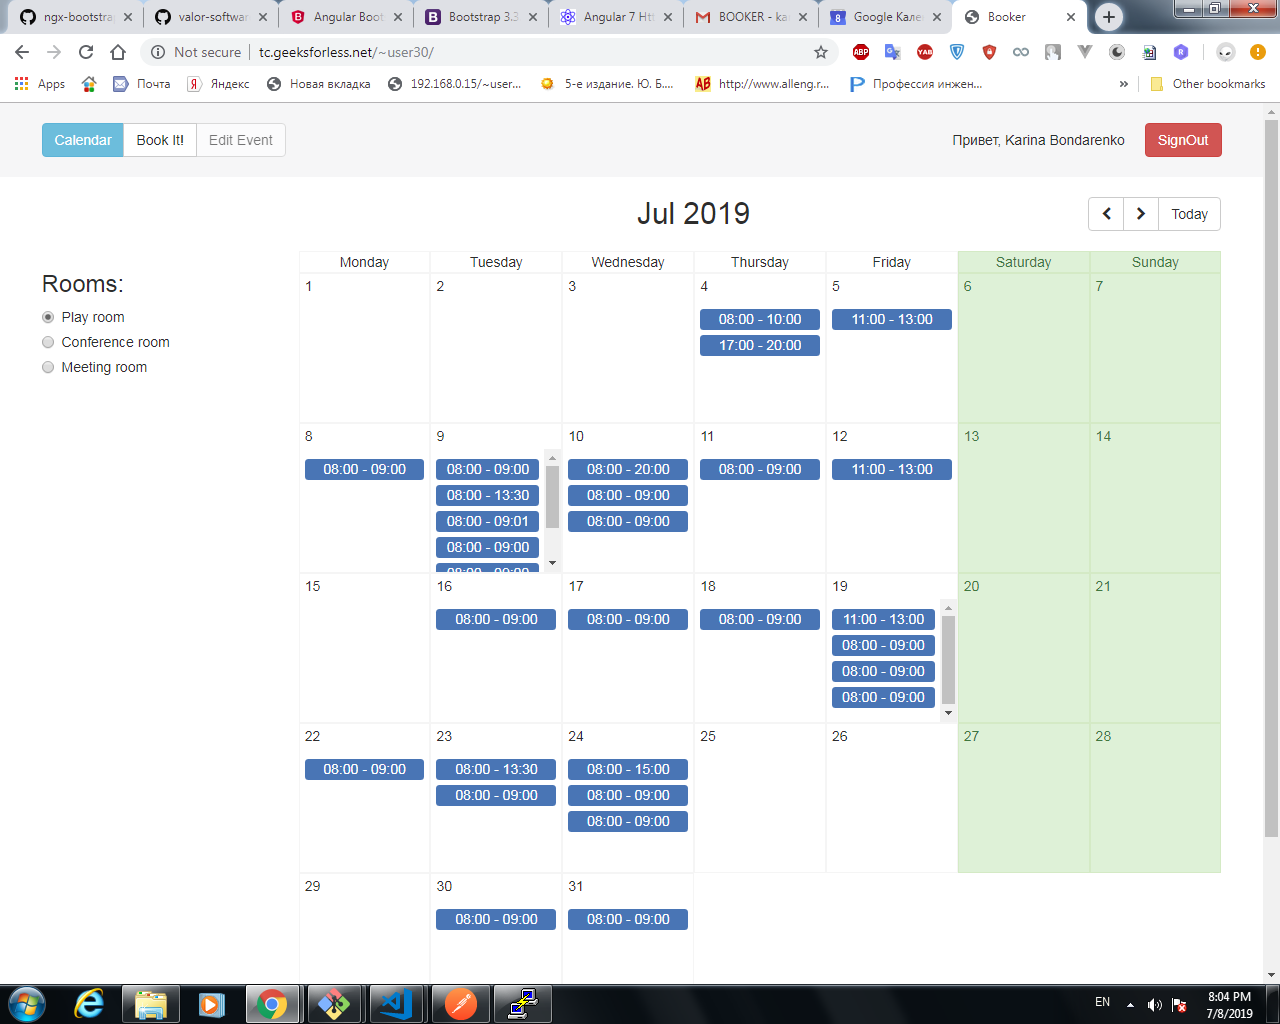 ngx-bootstra
valor-softwar
Angular Boot
Bootstrap 3.3
Angular 7 Htt
BOOKER - ka
Google Кале
Booker
Not secure
tc.geeksforless.net/~user30/
Apps
Почта
Яндекс
Новая вкладка
192.168.0.15/~user...
5-е издание. Ю. Б....
http://www.alleng.r...
Профессия инжен...
»
Other bookmarks
Calendar
Book It!
Edit Event
Привет, Karina Bondarenko
SignOut
Jul 2019
Today
Rooms:
Play room
Conference room
Meeting room
Monday Tuesday Wednesday Thursday Friday Saturday Sunday
1 2 3 4 5 6 7
08:00 - 10:00 11:00 - 13:00
17:00 - 20:00
8 9 10 11 12 13 14
08:00 - 09:00 08:00 - 09:00 08:00 - 20:00 08:00 - 09:00 11:00 - 13:00
08:00 - 13:30 08:00 - 09:00
08:00 - 09:01 08:00 - 09:00
08:00 - 09:00
15 16 17 18 19 20 21
08:00 - 09:00 08:00 - 09:00 08:00 - 09:00 11:00 - 13:00
08:00 - 09:00
08:00 - 09:00
08:00 - 09:00
22 23 24 25 26 27 28
08:00 - 09:00 08:00 - 13:30 08:00 - 15:00
08:00 - 09:00 08:00 - 09:00
08:00 - 09:00
29 30 31
08:00 - 09:00 08:00 - 09:00
EN
8:04 PM
7/8/2019